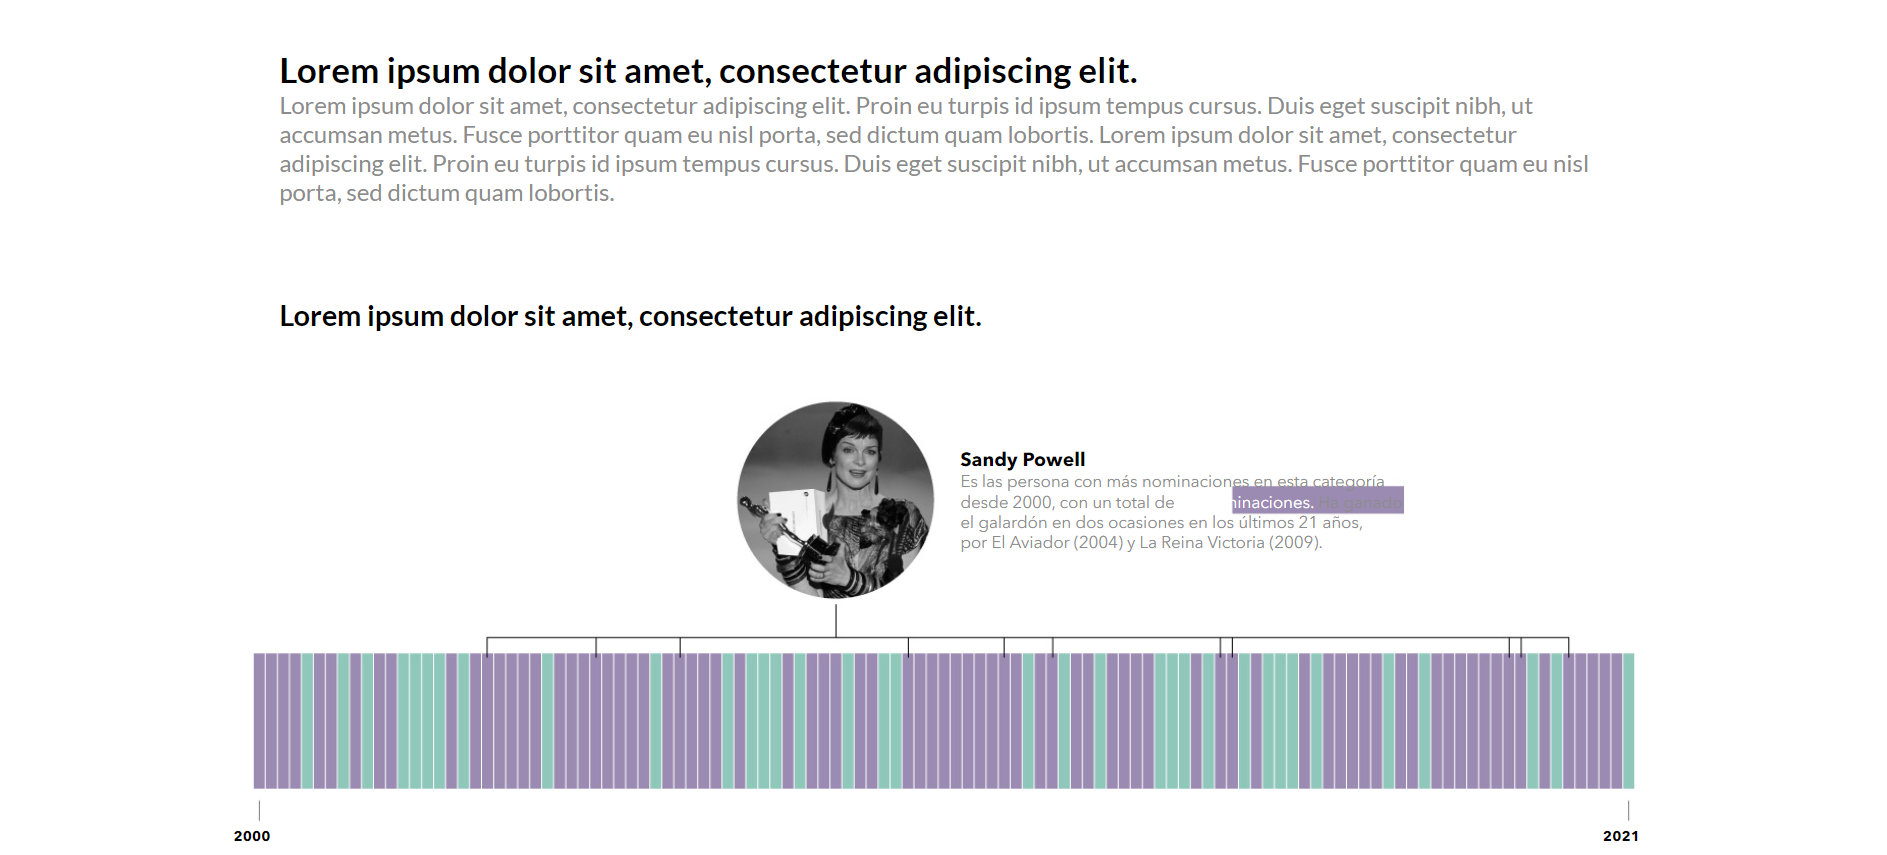 Lorem ipsum dolor sit amet, consectetur adipiscing elit.
Lorem ipsum dolor sit amet, consectetur adipiscing elit. Proin eu turpis id ipsum tempus cursus. Duis eget suscipit nibh, ut
accumsan metus. Fusce porttitor quam eu nisl porta, sed dictum quam lobortis. Lorem ipsum dolor sit amet, consectetur
adipiscing elit. Proin eu turpis id ipsum tempus cursus. Duis eget suscipit nibh, ut accumsan metus. Fusce porttitor quam eu nisl
porta, sed dictum quam lobortis.
Lorem ipsum dolor sit amet, consectetur adipiscing elit.
Sandy Powell
Es las persona con más nominaciones en esta categoría
desde 2000, con un total de Ha ganado
el galardón en dos ocasiones en los últimos 21 años,
por El Aviador (2004) y La Reina Victoria (2009).
2000
2021